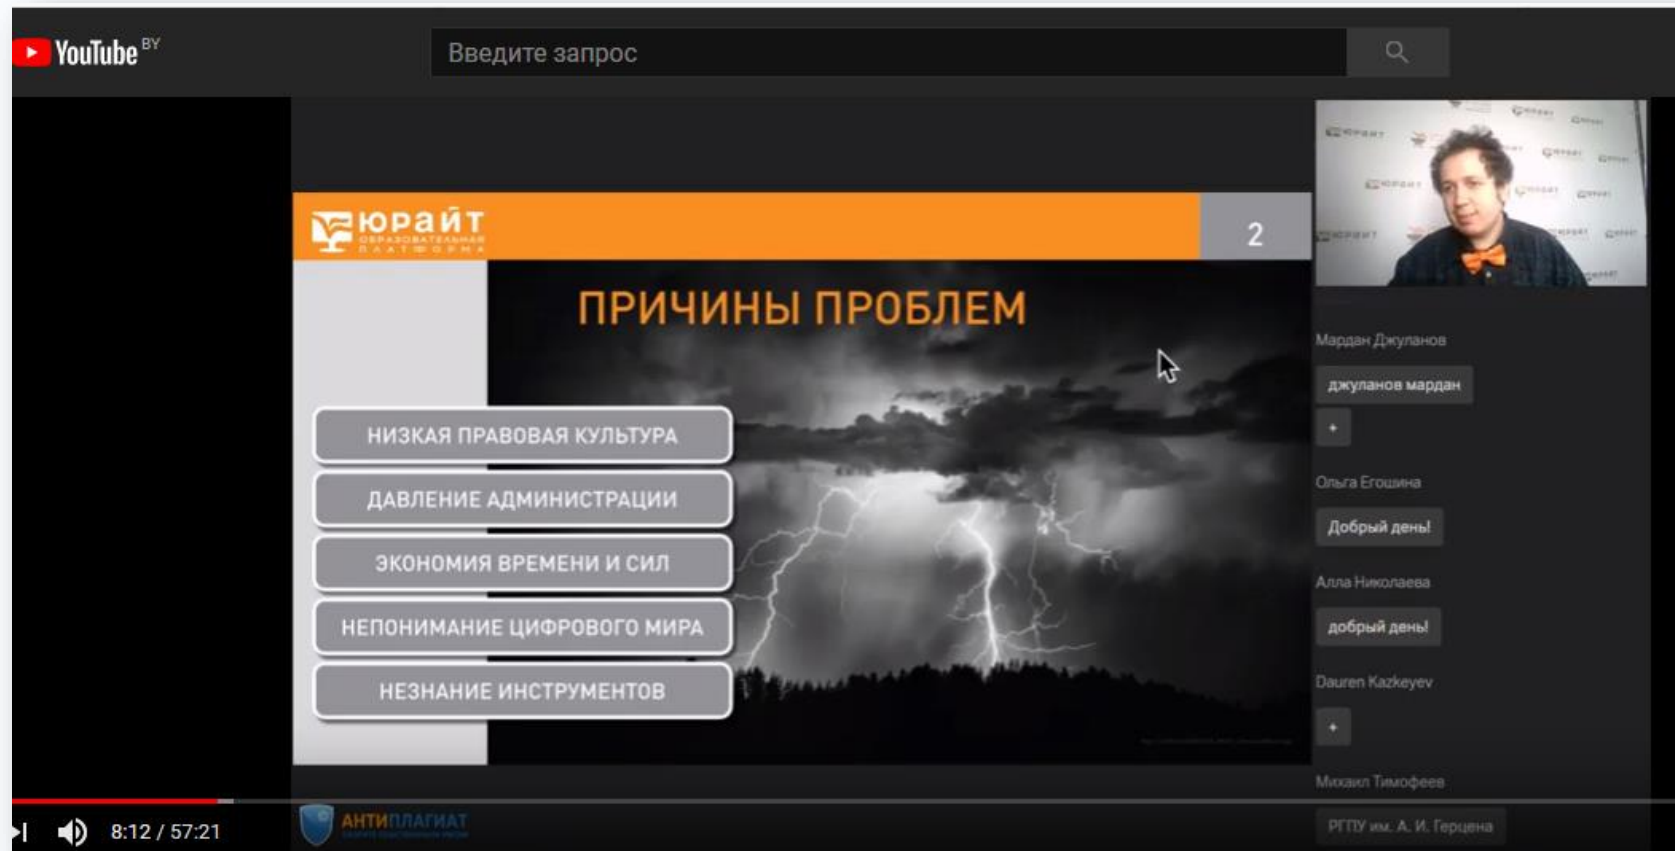 YouTube BY
Введите запрос
ЮРАЙТ
ОБРАЗОВАТЕЛЬНАЯ
ПЛАТФОРМА
2
ПРИЧИНЫ ПРОБЛЕМ
НИЗКАЯ ПРАВОВАЯ КУЛЬТУРА
ДАВЛЕНИЕ АДМИНИСТРАЦИИ
ЭКОНОМИЯ ВРЕМЕНИ И СИЛ
НЕПОНИМАНИЕ ЦИФРОВОГО МИРА
НЕЗНАНИЕ ИНСТРУМЕНТОВ
ЮРАЙТ
Мардан Джуланов
джуланов мардан
+
Ольга Егошина
Добрый день!
Алла Николаева
добрый день!
Dauren Kazkeyev
+
Михаил Тимофеев
РГПУ им. А. И. Герцена
АНТИПЛАГИАТ
8:12 / 57:21